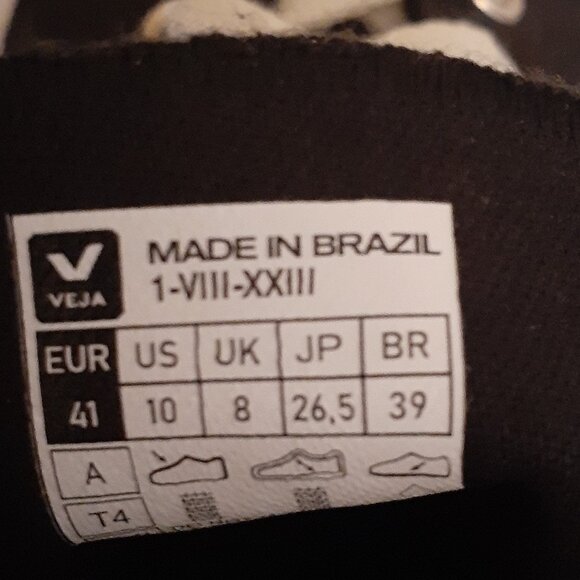 VEJA
MADE IN BRAZIL
1-VIII-XXIII
EUR US UK JP BR
41 10 8 26,5 39
A
T4